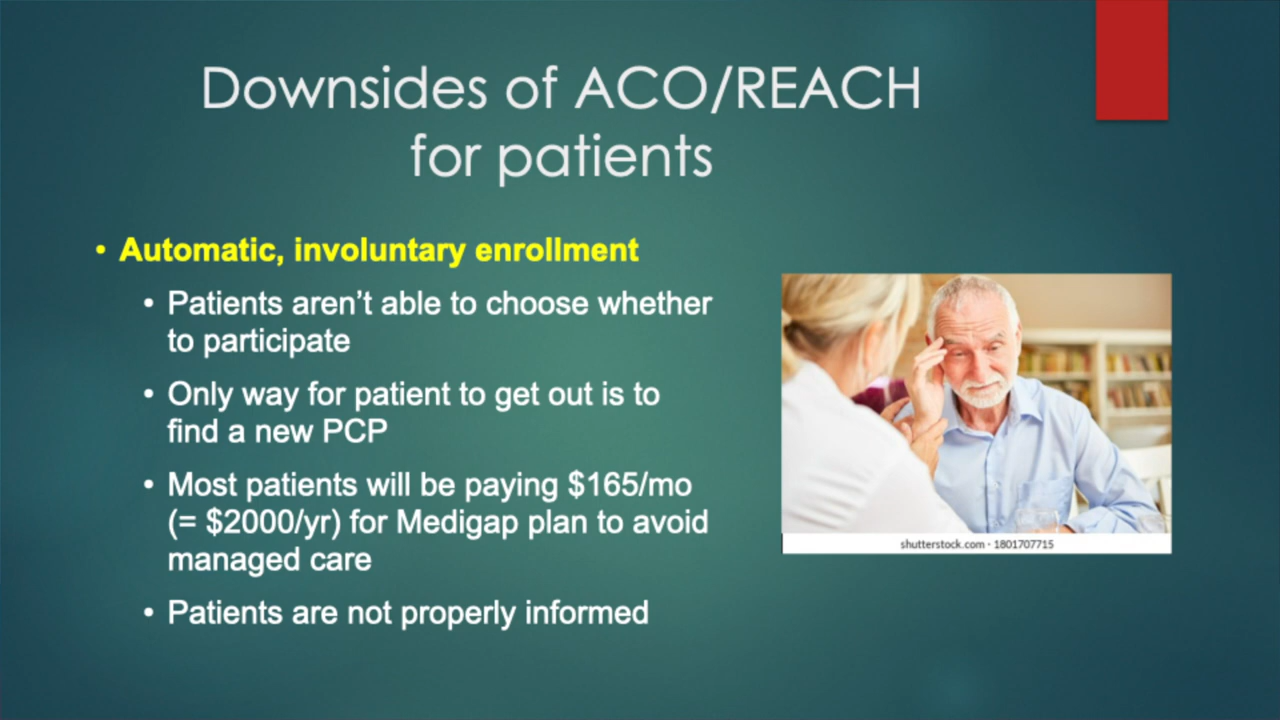 Downsides of ACO/REACH
for patients
• Automatic, involuntary enrollment
• Patients aren’t able to choose whether
to participate
• Only way for patient to get out is to
find a new PCP
• Most patients will be paying $165/mo
(= $2000/yr) for Medigap plan to avoid
managed care
• Patients are not properly informed
shutterstock.com · 1801707715